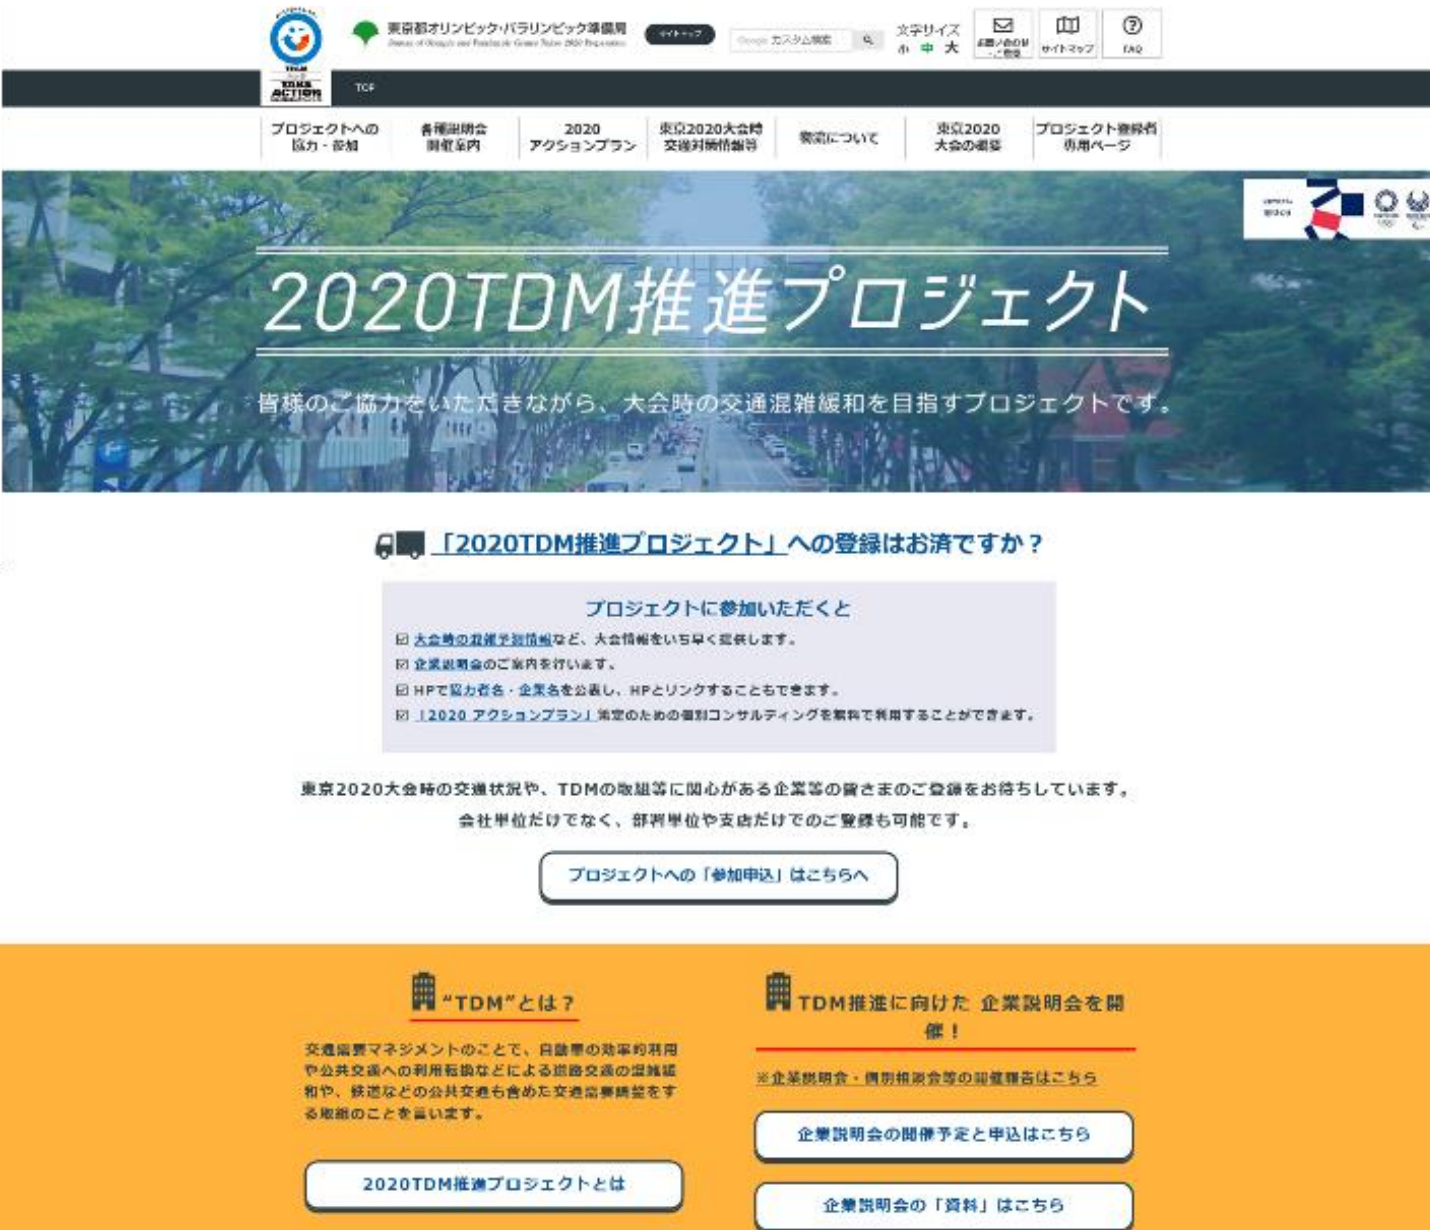 東京都オリンピック・パラリンピック準備局
サイトマップ
Google カスタム検索
文字サイズ
小 中 大
サイトマップ
FAQ
TDM
TAKE
ACTION
TOP
プロジェクトへの
協力・参加
各種説明会
開催案内
2020
アクションプラン
東京2020大会時
交通対策情報等
物流について
東京2020
大会の概要
プロジェクト登録者
専用ページ
2020TDM推進プロジェクト
皆様のご協力をいただきながら、大会時の交通混雑緩和を目指すプロジェクトです。
「2020TDM推進プロジェクト」への登録はお済ですか？
プロジェクトに参加いただくと
☑ 大会時の混雑予測情報など、大会情報をいち早く提供します。
☑ 企業説明会のご案内を行います。
☑ HPで協力者名・企業名を公表し、HPとリンクすることもできます。
☑ 「2020 アクションプラン」策定のための個別コンサルティングを無料で利用することができます。
東京2020大会時の交通状況や、TDMの取組等に関心がある企業等の皆さまのご登録をお待ちしています。
会社単位だけでなく、部署単位や支店だけでのご登録も可能です。
プロジェクトへの「参加申込」はこちらへ
“TDM”とは？
交通需要マネジメントのことで、自動車の効率的利用
や公共交通への利用転換などによる道路交通の混雑緩
和や、鉄道などの公共交通も含めた交通需要調整をす
る取組のことを言います。
2020TDM推進プロジェクトとは
TDM推進に向けた 企業説明会を開
催！
※企業説明会・個別相談会等の開催報告はこちら
企業説明会の開催予定と申込はこちら
企業説明会の「資料」はこちら